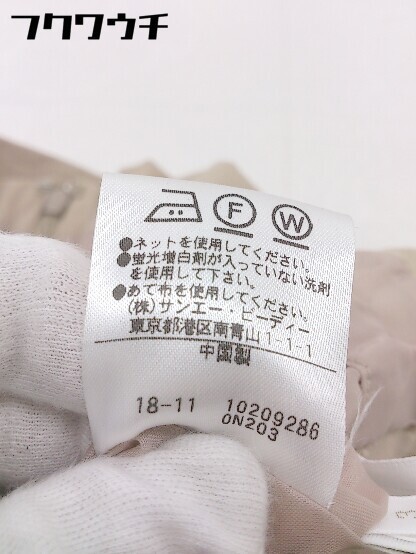 フクワウチ
F W
●ネットを使用してください。
●蛍光増白剤が入っていない洗剤
を使用して下さい。
●あて布を使用してください。
(株)サンエー・ビーディー
東京都港区南青山1-1-1
中國製
18-11 10209286
0N203